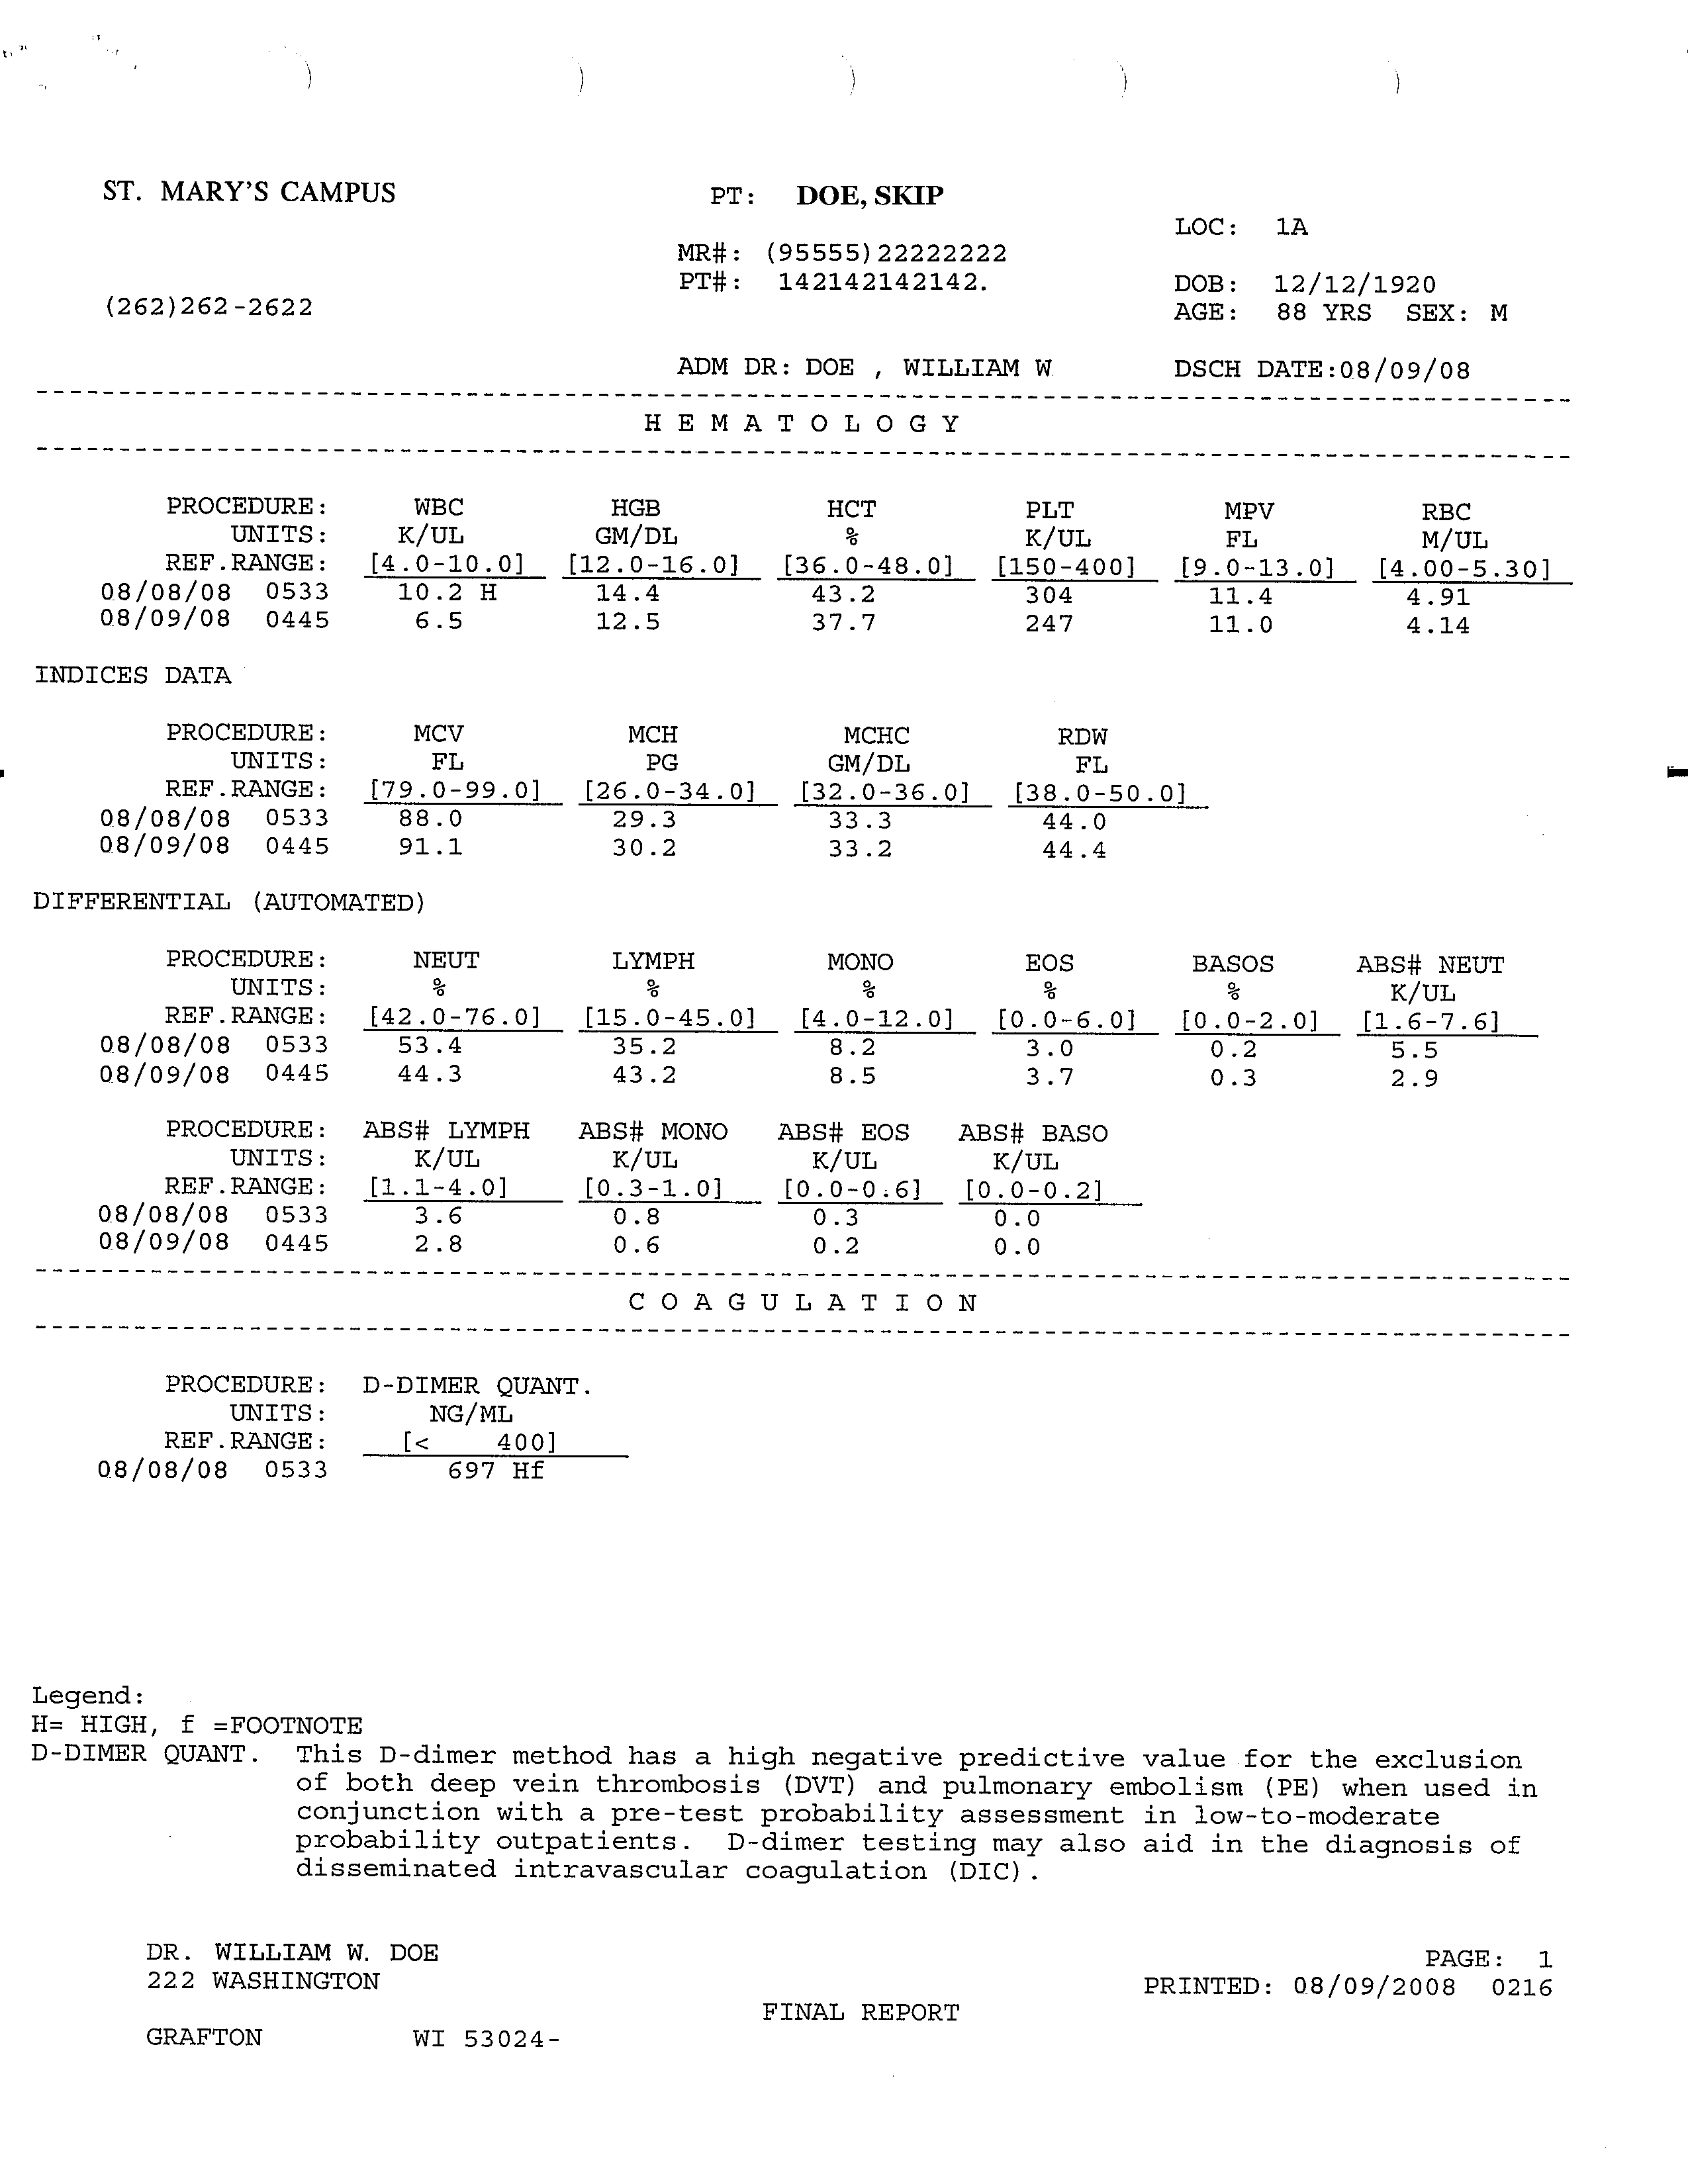 ST. MARY'S CAMPUS PT: DOE, SKIP
LOC: 1A
MR#: (95555)22222222
PT#: 142142142142. DOB: 12/12/1920
(262)262-2622 AGE: 88 YRS SEX: M
ADM DR: DOE , WILLIAM W DSCH DATE:08/09/08
H E M A T O L O G Y
PROCEDURE: WBC HGB HCT PLT MPV RBC
UNITS: K/UL GM/DL % K/UL FL M/UL
REF.RANGE: [4.0-10.0] [12.0-16.0] [36.0-48.0] [150-400] [9.0-13.0] [4.00-5.30]
08/08/08 0533 10.2 H 14.4 43.2 304 11.4 4.91
08/09/08 0445 6.5 12.5 37.7 247 11.0 4.14
INDICES DATA
PROCEDURE: MCV MCH MCHC RDW
UNITS: FL PG GM/DL FL
REF.RANGE: [79.0-99.0] [26.0-34.0] [32.0-36.0] [38.0-50.0]
08/08/08 0533 88.0 29.3 33.3 44.0
08/09/08 0445 91.1 30.2 33.2 44.4
DIFFERENTIAL (AUTOMATED)
PROCEDURE: NEUT LYMPH MONO EOS BASOS ABS# NEUT
UNITS: % % % % % K/UL
REF.RANGE: [42.0-76.0] [15.0-45.0] [4.0-12.0] [0.0-6.0] [0.0-2.0] [1.6-7.6]
08/08/08 0533 53.4 35.2 8.2 3.0 0.2 5.5
08/09/08 0445 44.3 43.2 8.5 3.7 0.3 2.9
PROCEDURE: ABS# LYMPH ABS# MONO ABS# EOS ABS# BASO
UNITS: K/UL K/UL K/UL K/UL
REF.RANGE: [1.1-4.0] [0.3-1.0] [0.0-0.6] [0.0-0.2]
08/08/08 0533 3.6 0.8 0.3 0.0
08/09/08 0445 2.8 0.6 0.2 0.0
C O A G U L A T I O N
PROCEDURE: D-DIMER QUANT.
UNITS: NG/ML
REF.RANGE: [< 400]
08/08/08 0533 697 Hf
Legend:
H= HIGH, f =FOOTNOTE
D-DIMER QUANT. This D-dimer method has a high negative predictive value for the exclusion
of both deep vein thrombosis (DVT) and pulmonary embolism (PE) when used in
conjunction with a pre-test probability assessment in low-to-moderate
probability outpatients. D-dimer testing may also aid in the diagnosis of
disseminated intravascular coagulation (DIC).
DR. WILLIAM W. DOE PAGE: 1
222 WASHINGTON PRINTED: 08/09/2008 0216
FINAL REPORT
GRAFTON WI 53024-